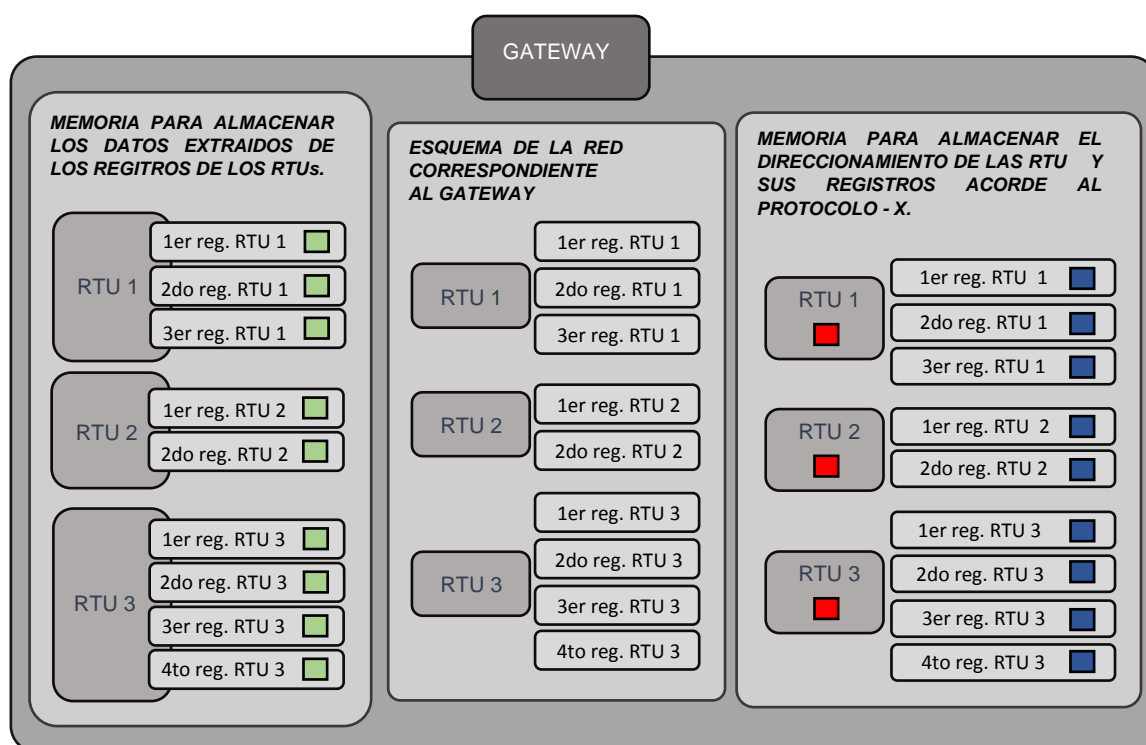 GATEWAY
MEMORIA PARA ALMACENAR
LOS DATOS EXTRAIDOS DE
LOS REGITROS DE LOS RTUs.
RTU 1
1er reg. RTU 1
2do reg. RTU 1
3er reg. RTU 1
RTU 2
1er reg. RTU 2
2do reg. RTU 2
RTU 3
1er reg. RTU 3
2do reg. RTU 3
3er reg. RTU 3
4to reg. RTU 3
ESQUEMA DE LA RED
CORRESPONDIENTE
AL GATEWAY
RTU 1
1er reg. RTU 1
2do reg. RTU 1
3er reg. RTU 1
RTU 2
1er reg. RTU 2
2do reg. RTU 2
RTU 3
1er reg. RTU 3
2do reg. RTU 3
3er reg. RTU 3
4to reg. RTU 3
MEMORIA PARA ALMACENAR EL
DIRECCIONAMIENTO DE LAS RTU Y
SUS REGISTROS ACORDE AL
PROTOCOLO - X.
RTU 1
1er reg. RTU 1
2do reg. RTU 1
3er reg. RTU 1
RTU 2
1er reg. RTU 2
2do reg. RTU 2
RTU 3
1er reg. RTU 3
2do reg. RTU 3
3er reg. RTU 3
4to reg. RTU 3